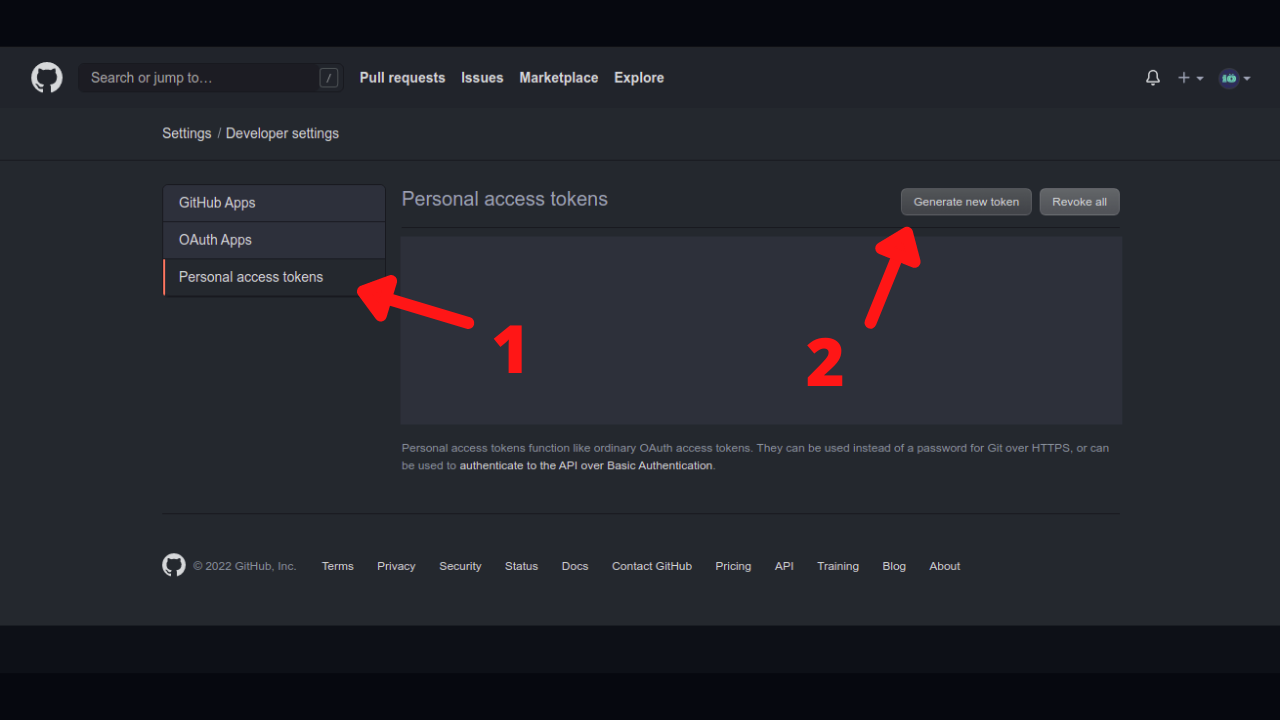 Search or jump to… /
Pull requests Issues Marketplace Explore
Settings / Developer settings
GitHub Apps
OAuth Apps
Personal access tokens
Personal access tokens
Generate new token
Revoke all
1
2
Personal access tokens function like ordinary OAuth access tokens. They can be used instead of a password for Git over HTTPS, or can
be used to authenticate to the API over Basic Authentication.
© 2022 GitHub, Inc. Terms Privacy Security Status Docs Contact GitHub Pricing API Training Blog About